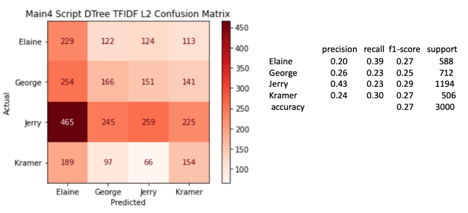 Main4 Script DTree TFIDF L2 Confusion Matrix
Elaine 229 122 124 113
George 254 166 151 141
Jerry 465 245 259 225
Kramer 189 97 66 154
Elaine George Jerry Kramer
Actual
Predicted
450
400
350
300
250
200
150
100
precision recall f1-score support
Elaine 0.20 0.39 0.27 588
George 0.26 0.23 0.25 712
Jerry 0.43 0.23 0.29 1194
Kramer 0.24 0.30 0.27 506
accuracy 0.27 3000